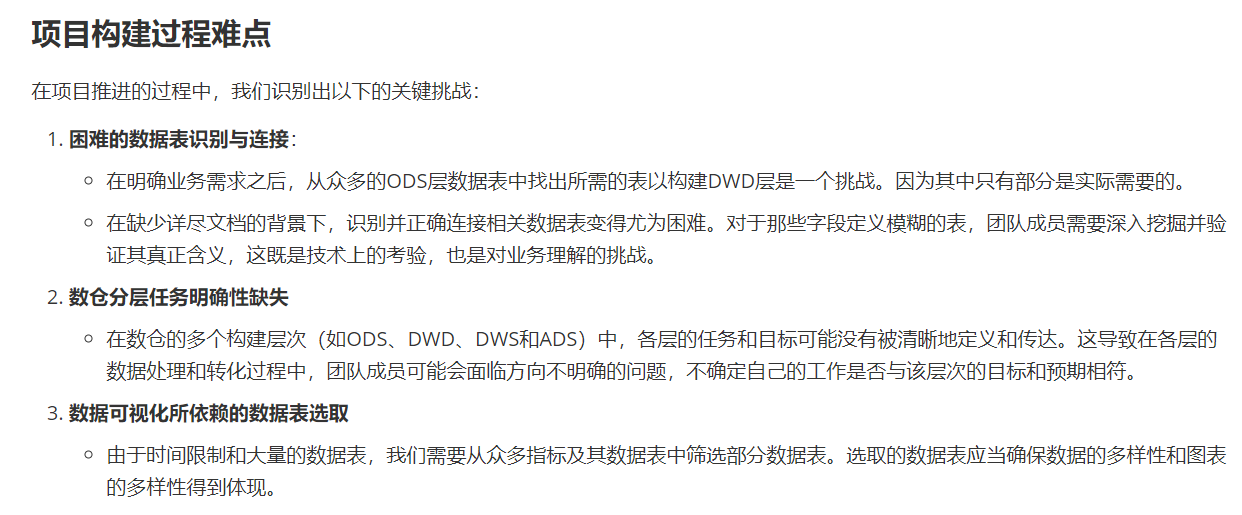 项目构建过程难点
在项目推进的过程中，我们识别出以下的关键挑战：
1. 困难的数据表识别与连接：
在明确业务需求之后，从众多的ODS层数据表中找出所需的表以构建DWD层是一个挑战。因为其中只有部分是实际需要的。
在缺少详尽文档的背景下，识别并正确连接相关数据表变得尤为困难。对于那些字段定义模糊的表，团队成员需要深入挖掘并验
证其真正含义，这既是技术上的考验，也是对业务理解的挑战。
2. 数仓分层任务明确性缺失
在数仓的多个构建层次（如ODS、DWD、DWS和ADS）中，各层的任务和目标可能没有被清晰地定义和传达。这导致在各层的
数据处理和转化过程中，团队成员可能会面临方向不明确的问题，不确定自己的工作是否与该层次的目标和预期相符。
3. 数据可视化所依赖的数据表选取
由于时间限制和大量的数据表，我们需要从众多指标及其数据表中筛选部分数据表。选取的数据表应当确保数据的多样性和图表
的多样性得到体现。